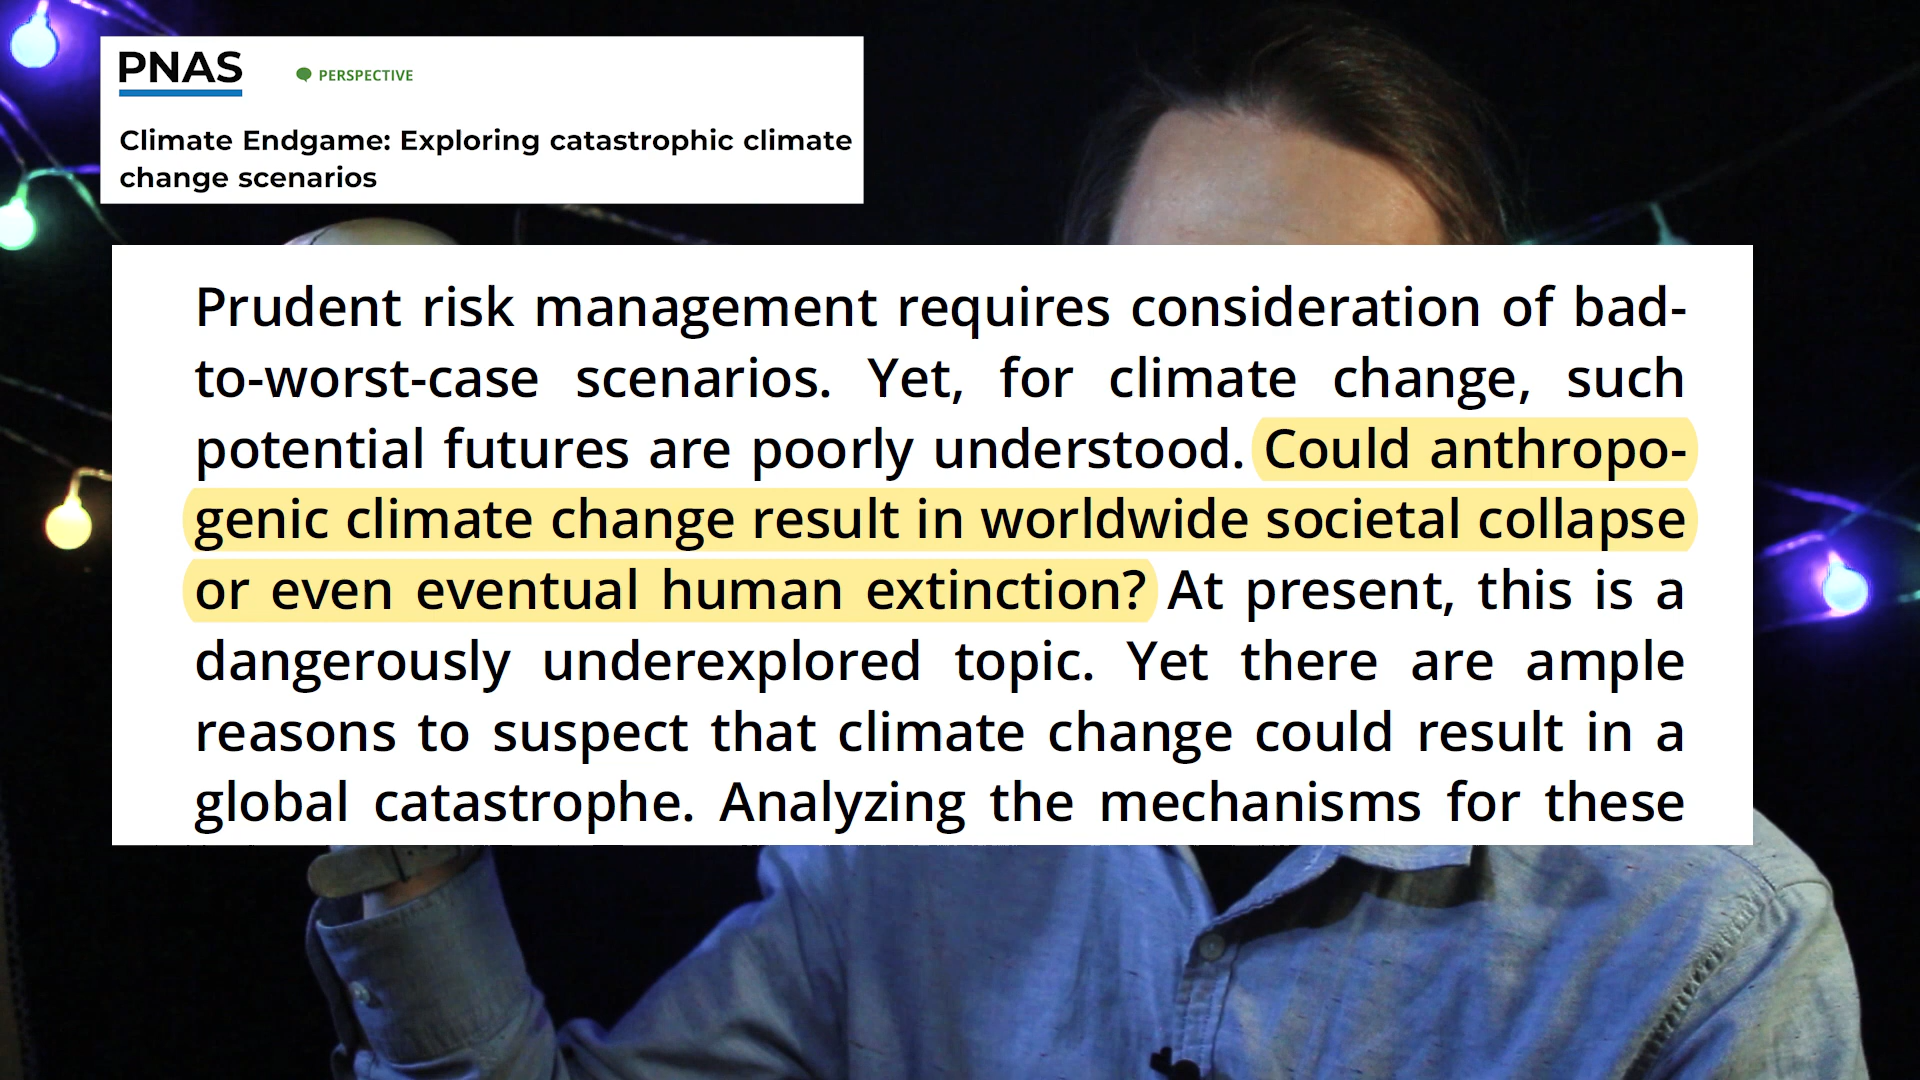 PNAS
PERSPECTIVE
Climate Endgame: Exploring catastrophic climate
change scenarios
Prudent risk management requires consideration of bad-
to-worst-case scenarios. Yet, for climate change, such
potential futures are poorly understood. Could anthropo-
genic climate change result in worldwide societal collapse
or even eventual human extinction? At present, this is a
dangerously underexplored topic. Yet there are ample
reasons to suspect that climate change could result in a
global catastrophe. Analyzing the mechanisms for these